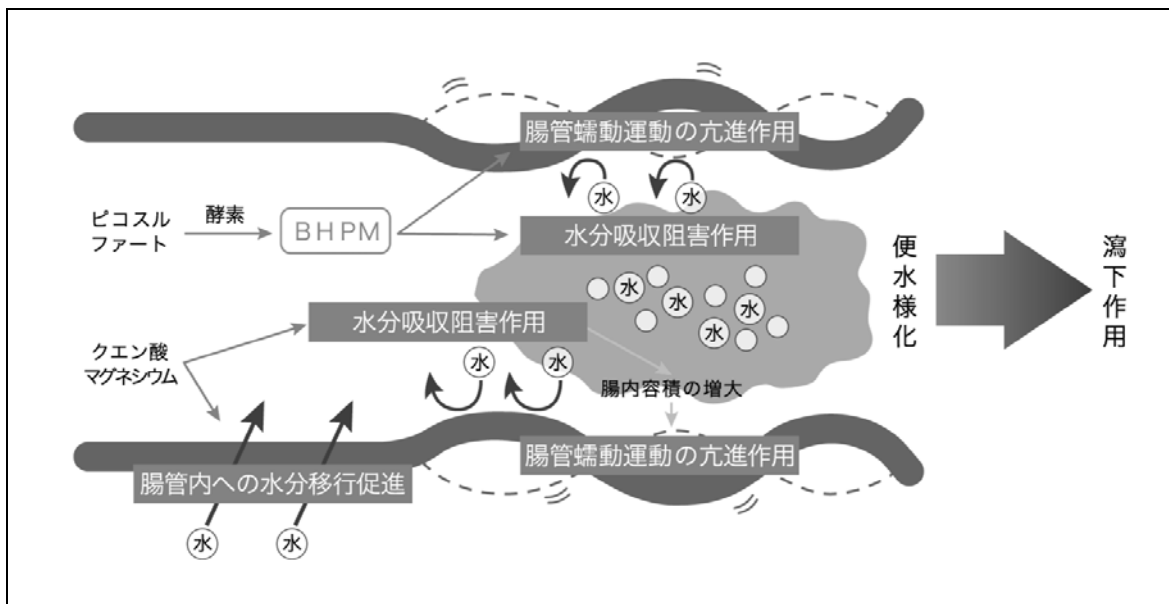 腸管蠕動運動の亢進作用
水
水
ピコスル
ファート
酵素
BHPM
水分吸収阻害作用
水
水
水
水
便水様化
瀉下作用
水分吸収阻害作用
クエン酸
マグネシウム
水
水
腸内容積の増大
腸管蠕動運動の亢進作用
腸管内への水分移行促進
水
水